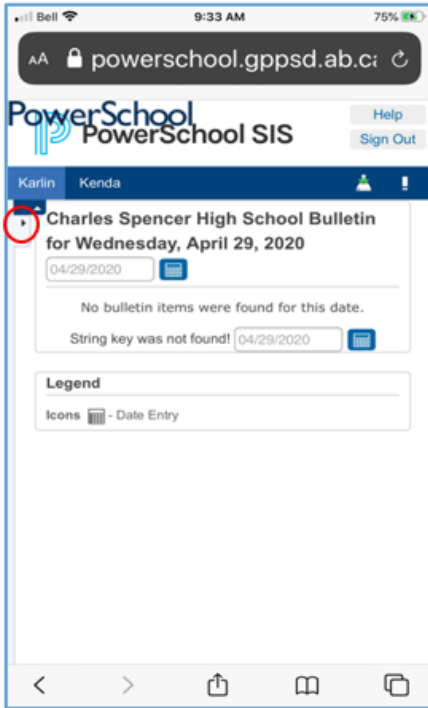 Bell 9:33 AM 75%
AA powerschool.gppsd.ab.ca
PowerSchool
PowerSchool SIS
Help
Sign Out
Karlin Kenda
Charles Spencer High School Bulletin
for Wednesday, April 29, 2020
04/29/2020
No bulletin items were found for this date.
String key was not found! 04/29/2020
Legend
Icons - Date Entry